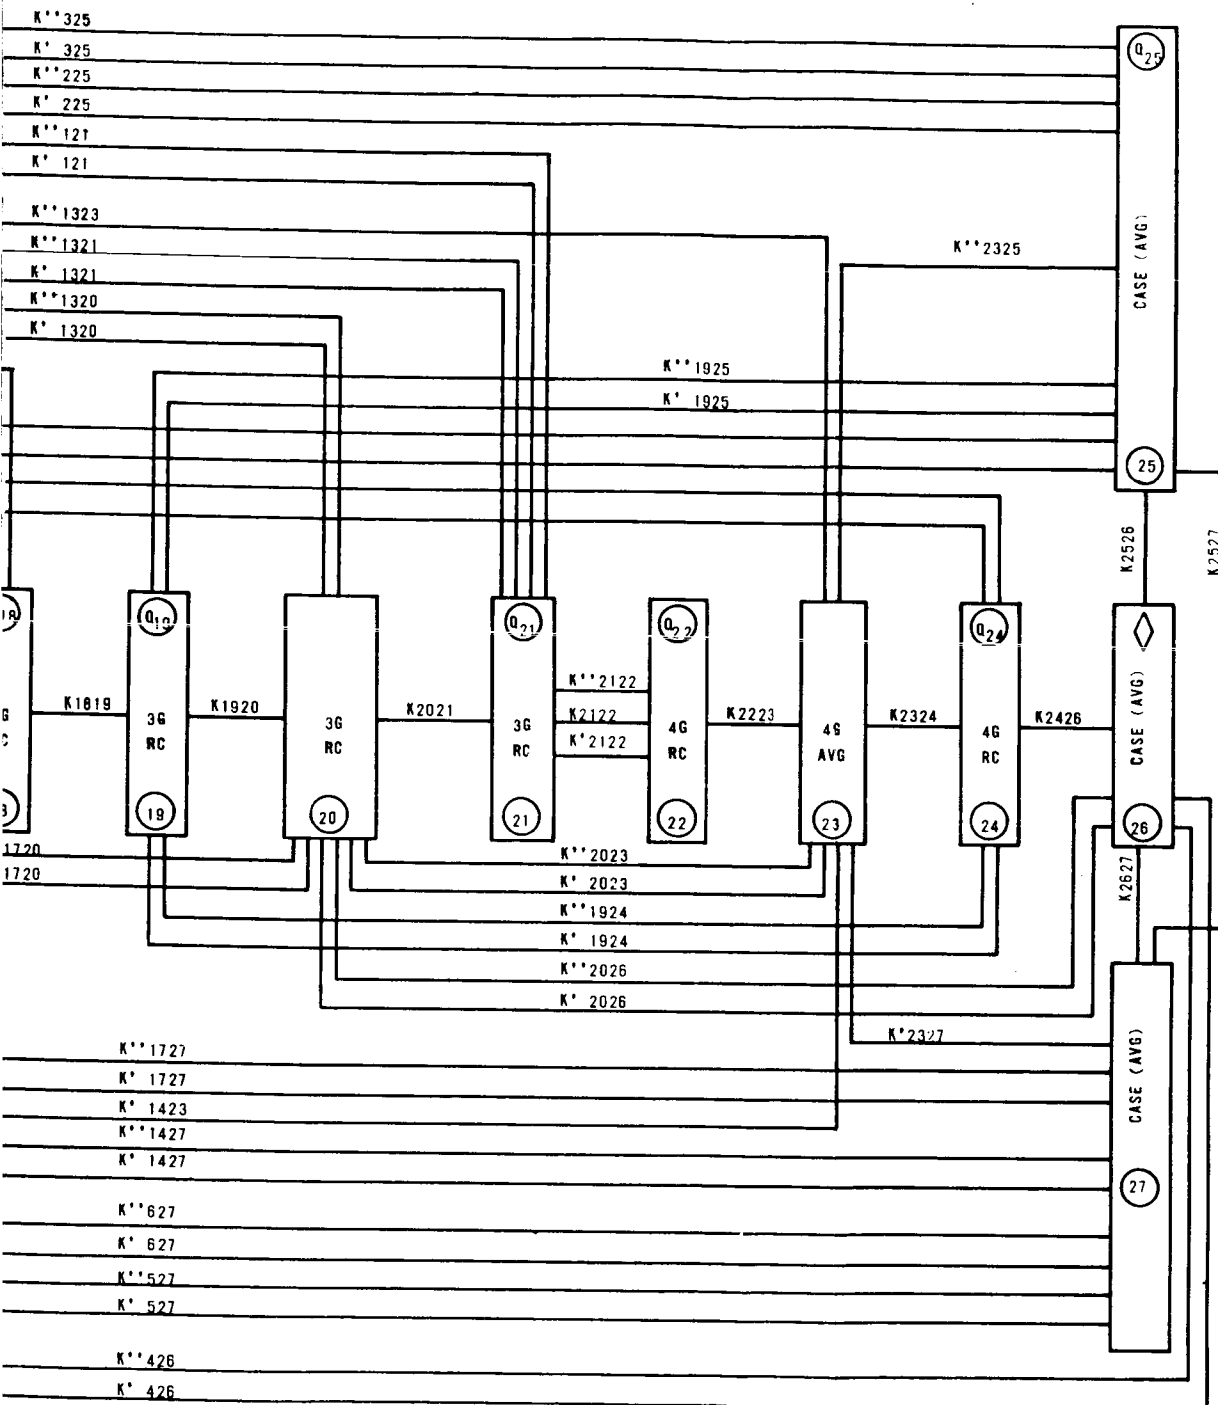 K''325
K' 325
K''225
K' 225
K''121
K' 121
K''1323
K''1321
K' 1321
K''1320
K' 1320
Q25
CASE (AVG)
25
K''2325
K''1925
K' 1925
K2526
K2527
18
Q19
3G
RC
19
K1819
K1920
3G
RC
20
K2021
Q21
3G
RC
21
K''2122
K2122
K'2122
Q22
4G
RC
22
K2223
4G
AVG
23
K2324
Q24
4G
RC
24
K2426
CASE (AVG)
26
1720
1720
K''2023
K' 2023
K''1924
K' 1924
K''2026
K' 2026
K2627
K'2327
CASE (AVG)
27
K''1727
K' 1727
K' 1423
K''1427
K' 1427
K''627
K' 627
K''527
K' 527
K''426
K' 426